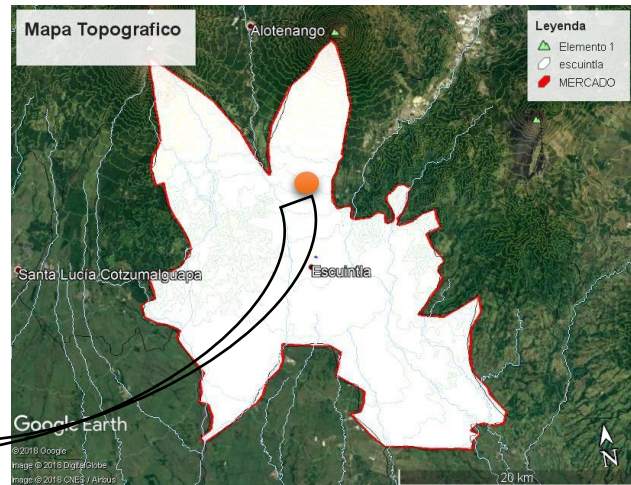 Mapa Topografico
Alotenango
Leyenda
Elemento 1
escuintla
MERCADO
Santa Lucía Cotzumalguapa
Escuintla
Google Earth
©2018 Google
Image © 2018 DigitalGlobe
Image © 2018 CNES / Airbus
20 km
N